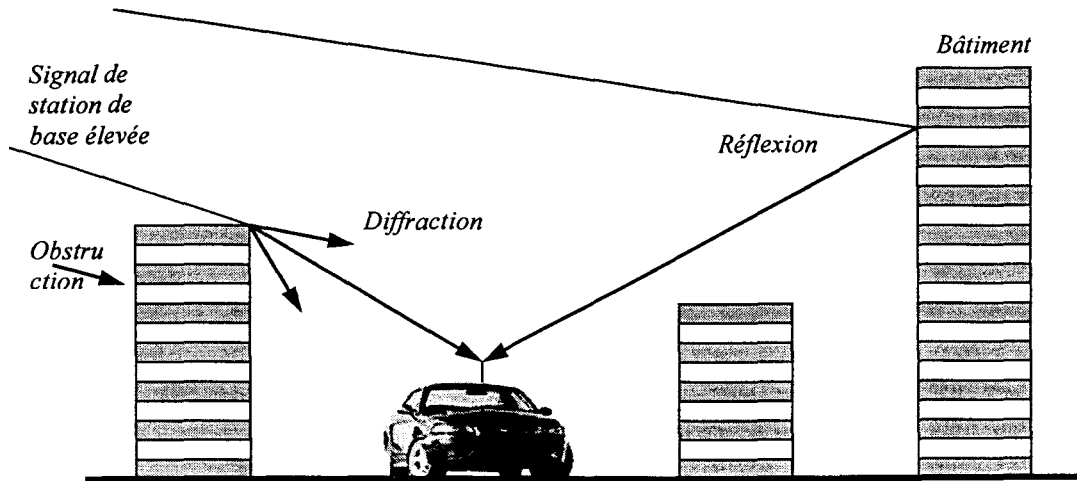 Bâtiment
Signal de
station de
base élevée
Réflexion
Diffraction
Obstru
ction